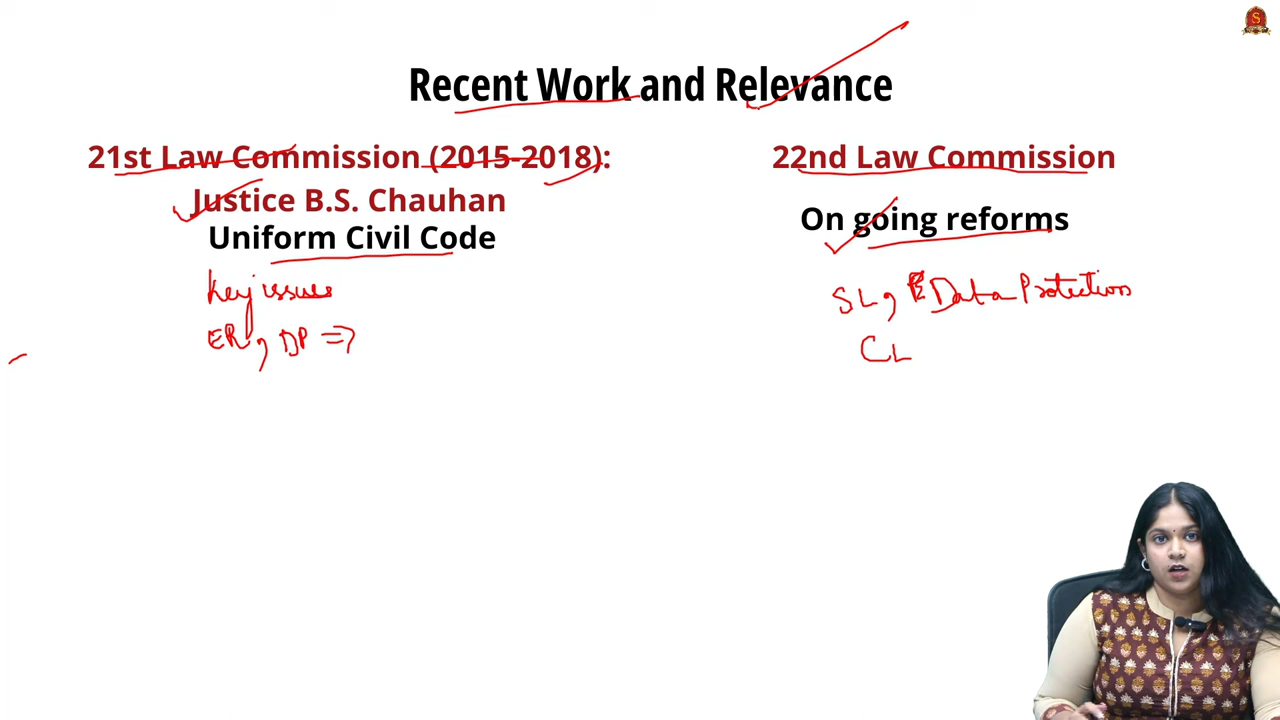 Recent Work and Relevance
21st Law Commission (2015-2018):
Justice B.S. Chauhan
Uniform Civil Code
Key issues
ER, DP =>
22nd Law Commission
On going reforms
SL, Data Protection
CL
S